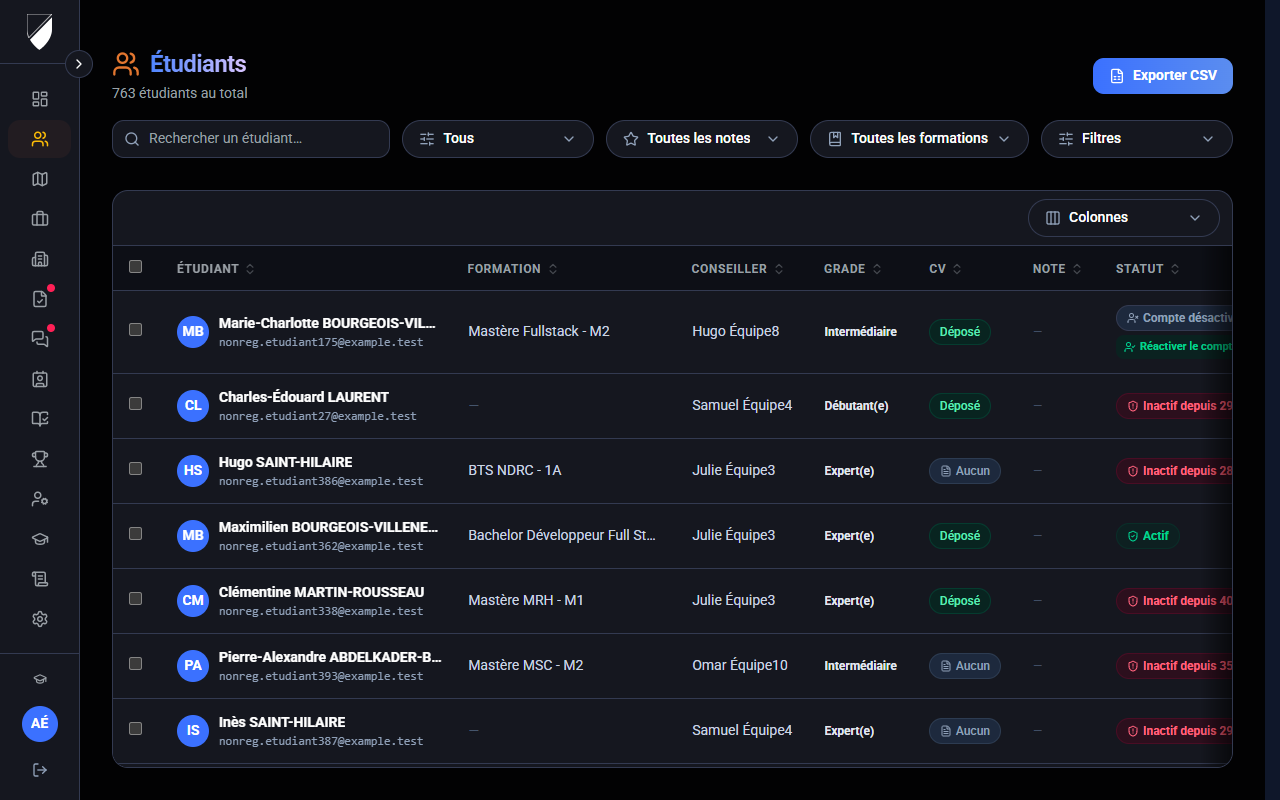 Étudiants
763 étudiants au total
Exporter CSV
Rechercher un étudiant...
Tous
Toutes les notes
Toutes les formations
Filtres
Colonnes
ÉTUDIANT
FORMATION
CONSEILLER
GRADE
CV
NOTE
STATUT
MB
Marie-Charlotte BOURGEOIS-VIL...
nonreg.etudiant175@example.test
Mastère Fullstack - M2
Hugo Équipe8
Intermédiaire
Déposé
—
Compte désactiv
Réactiver le compt
CL
Charles-Édouard LAURENT
nonreg.etudiant27@example.test
—
Samuel Équipe4
Débutant(e)
Déposé
—
Inactif depuis 29
HS
Hugo SAINT-HILAIRE
nonreg.etudiant386@example.test
BTS NDRC - 1A
Julie Équipe3
Expert(e)
Aucun
—
Inactif depuis 28
MB
Maximilien BOURGEOIS-VILLENE...
nonreg.etudiant362@example.test
Bachelor Développeur Full St...
Julie Équipe3
Expert(e)
Déposé
—
Actif
CM
Clémentine MARTIN-ROUSSEAU
nonreg.etudiant338@example.test
Mastère MRH - M1
Julie Équipe3
Expert(e)
Déposé
—
Inactif depuis 40
PA
Pierre-Alexandre ABDELKADER-B...
nonreg.etudiant393@example.test
Mastère MSC - M2
Omar Équipe10
Intermédiaire
Aucun
—
Inactif depuis 35
IS
Inès SAINT-HILAIRE
nonreg.etudiant387@example.test
—
Samuel Équipe4
Expert(e)
Aucun
—
Inactif depuis 29
AÉ